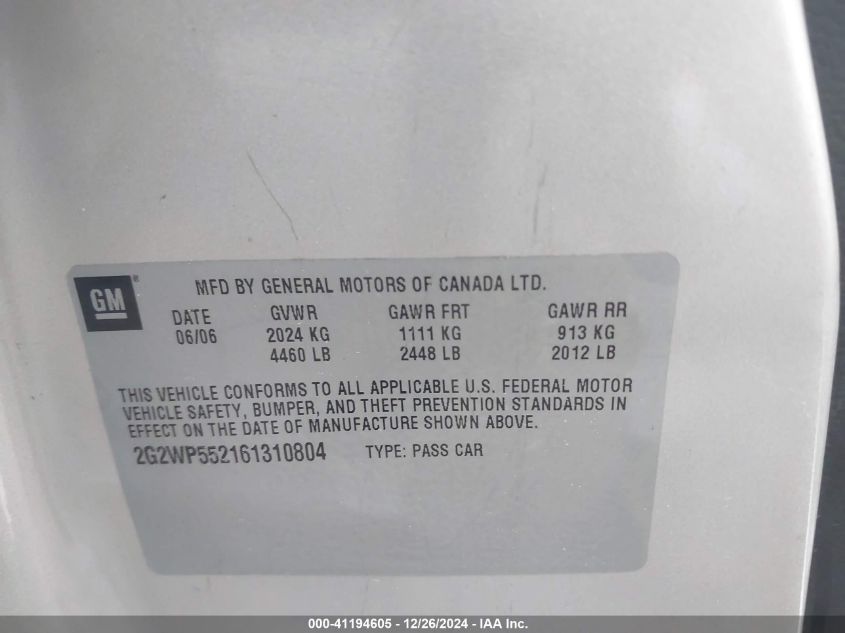 GM
MFD BY GENERAL MOTORS OF CANADA LTD.
DATE GVWR GAWR FRT GAWR RR
06/06 2024 KG 1111 KG 913 KG
4460 LB 2448 LB 2012 LB
THIS VEHICLE CONFORMS TO ALL APPLICABLE U.S. FEDERAL MOTOR
VEHICLE SAFETY, BUMPER, AND THEFT PREVENTION STANDARDS IN
EFFECT ON THE DATE OF MANUFACTURE SHOWN ABOVE.
2G2WP552161310804 TYPE: PASS CAR
000-41194605 - 12/26/2024 - IAA Inc.